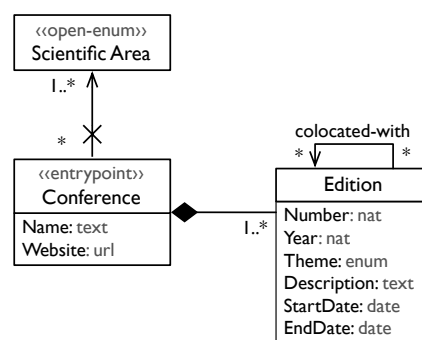 ‹‹open-enum››
Scientific Area
1..*
*
colocated-with
* *
‹‹entrypoint››
Conference
Name: text
Website: url
1..*
Edition
Number: nat
Year: nat
Theme: enum
Description: text
StartDate: date
EndDate: date